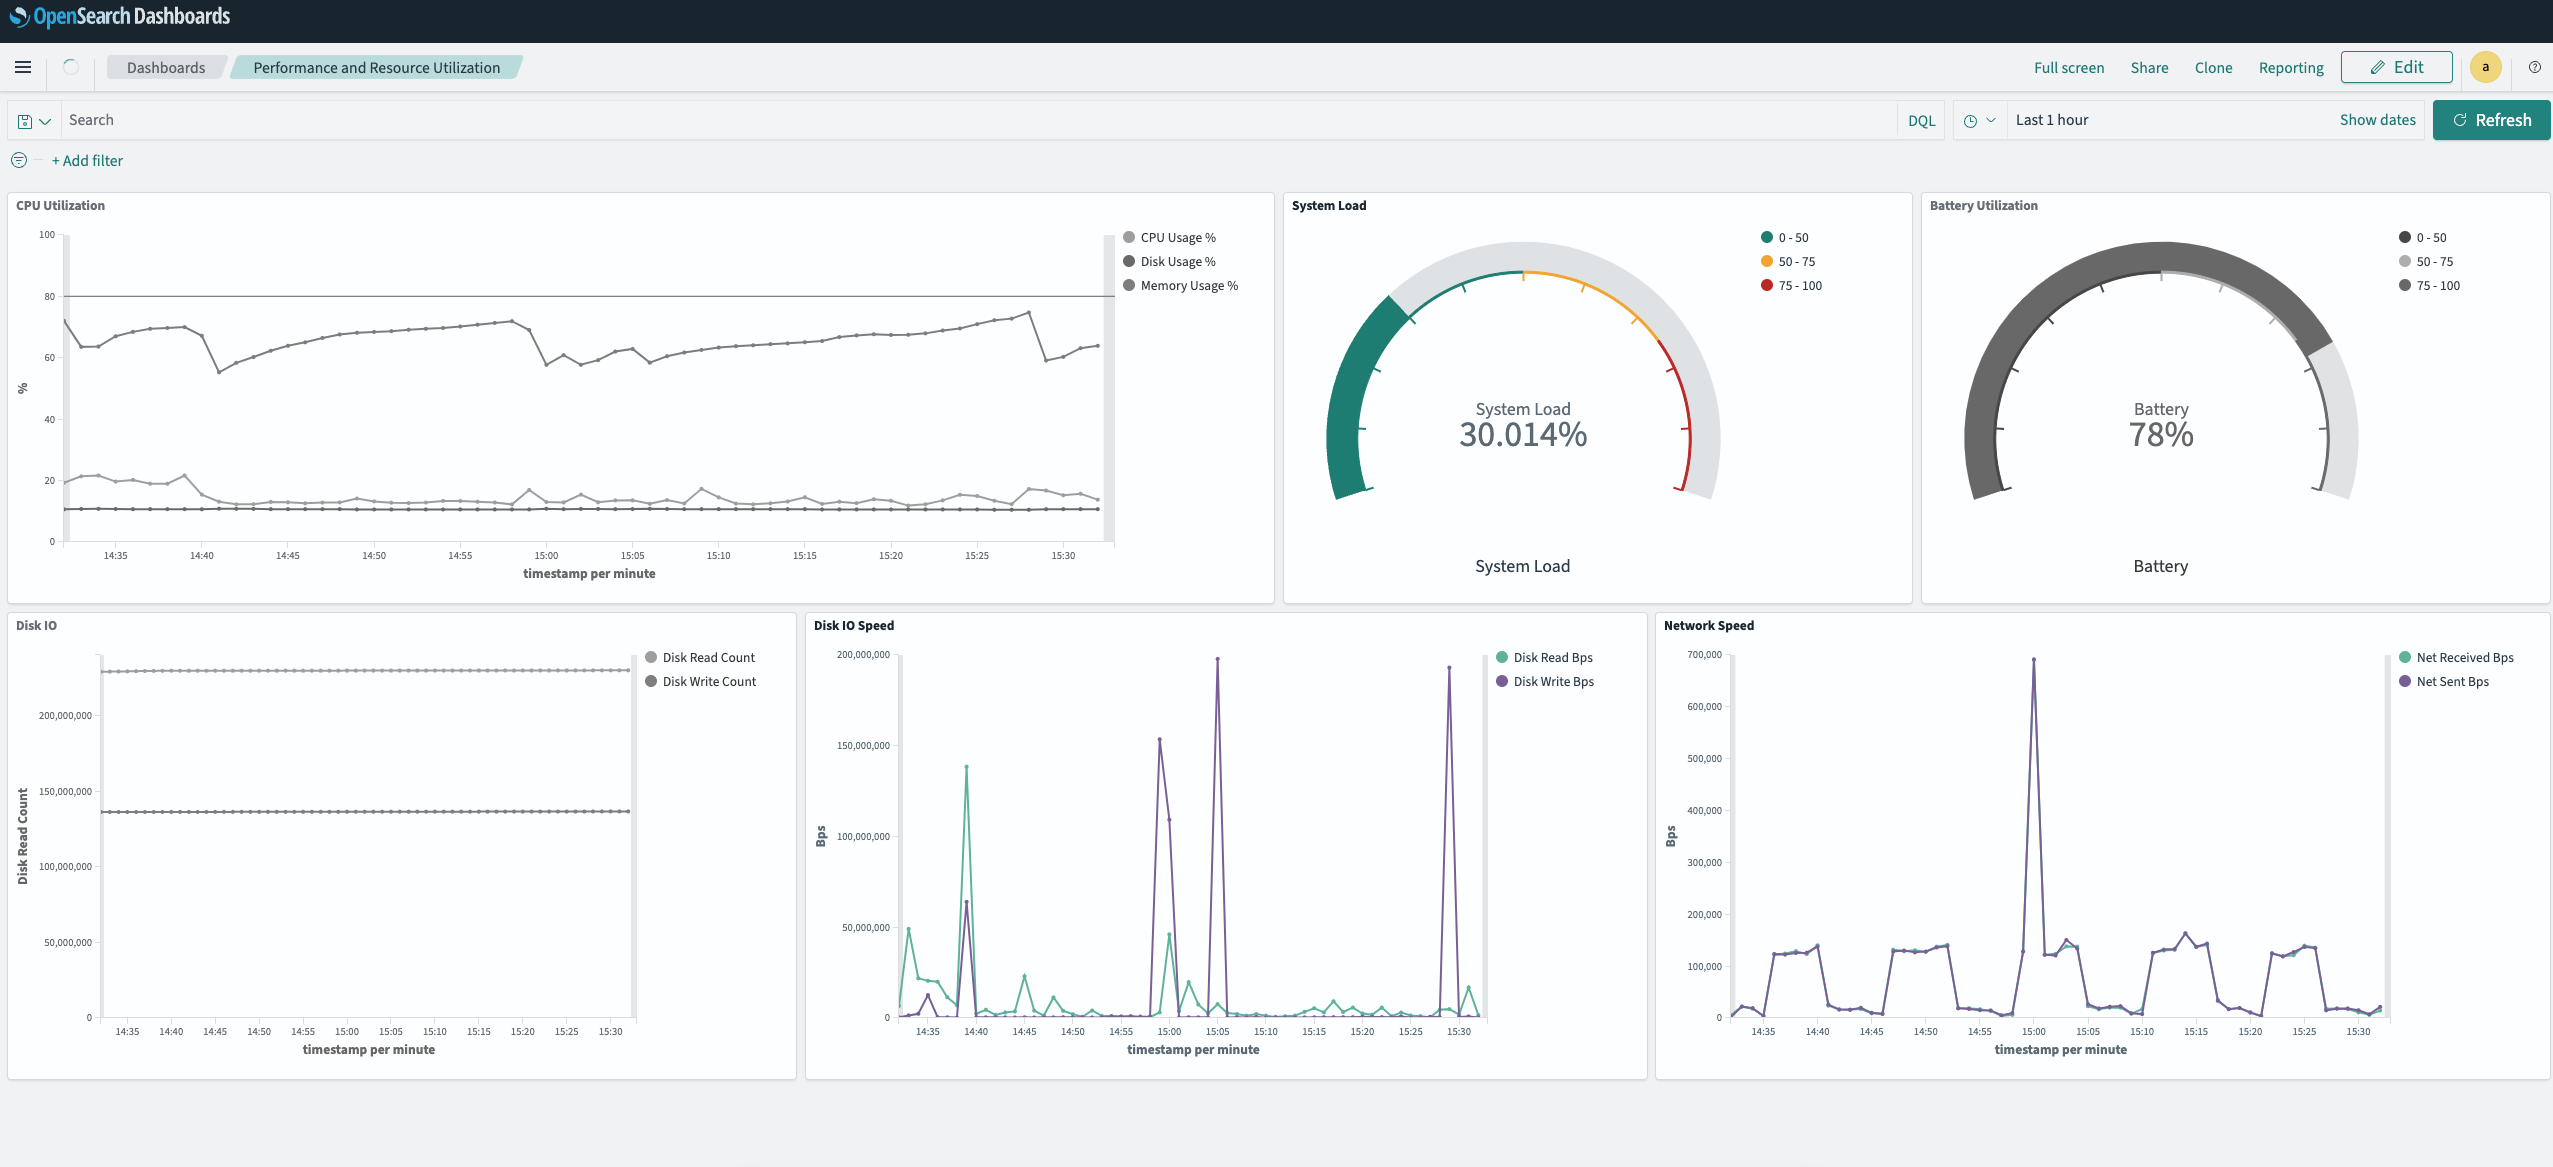 OpenSearch Dashboards
Dashboards
Performance and Resource Utilization
Full screen
Share
Clone
Reporting
Edit
a
Search
DQL
Last 1 hour
Show dates
Refresh
+ Add filter
CPU Utilization
100
80
60
40
20
0
%
14:35
14:40
14:45
14:50
14:55
15:00
15:05
15:10
15:15
15:20
15:25
15:30
timestamp per minute
CPU Usage %
Disk Usage %
Memory Usage %
System Load
0 - 50
50 - 75
75 - 100
System Load
30.014%
System Load
Battery Utilization
0 - 50
50 - 75
75 - 100
Battery
78%
Battery
Disk IO
200,000,000
150,000,000
100,000,000
50,000,000
0
Disk Read Count
14:35
14:40
14:45
14:50
14:55
15:00
15:05
15:10
15:15
15:20
15:25
15:30
timestamp per minute
Disk Read Count
Disk Write Count
Disk IO Speed
200,000,000
150,000,000
100,000,000
50,000,000
0
Bps
14:35
14:40
14:45
14:50
14:55
15:00
15:05
15:10
15:15
15:20
15:25
15:30
timestamp per minute
Disk Read Bps
Disk Write Bps
Network Speed
700,000
600,000
500,000
400,000
300,000
200,000
100,000
0
Bps
14:35
14:40
14:45
14:50
14:55
15:00
15:05
15:10
15:15
15:20
15:25
15:30
timestamp per minute
Net Received Bps
Net Sent Bps